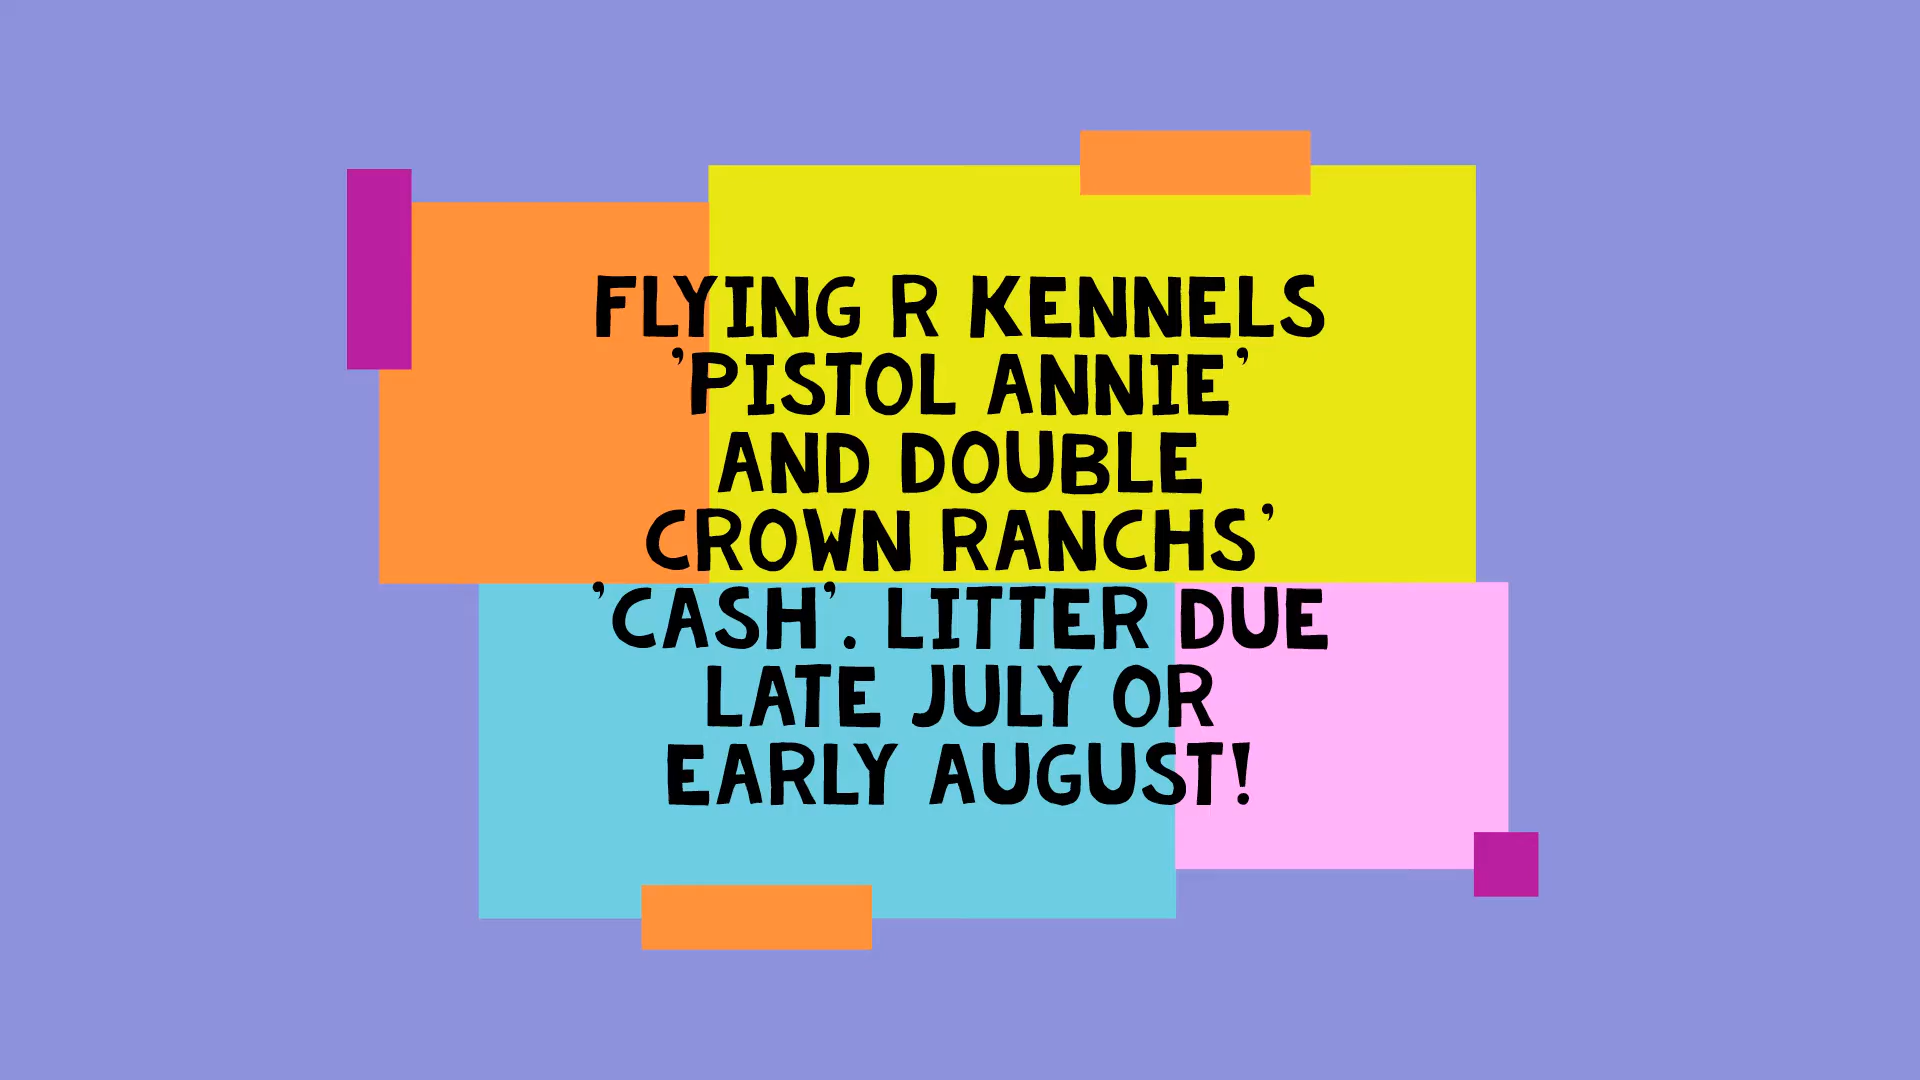 FLYING R KENNELS
'PISTOL ANNIE'
AND DOUBLE
CROWN RANCHS'
'CASH'. LITTER DUE
LATE JULY OR
EARLY AUGUST!